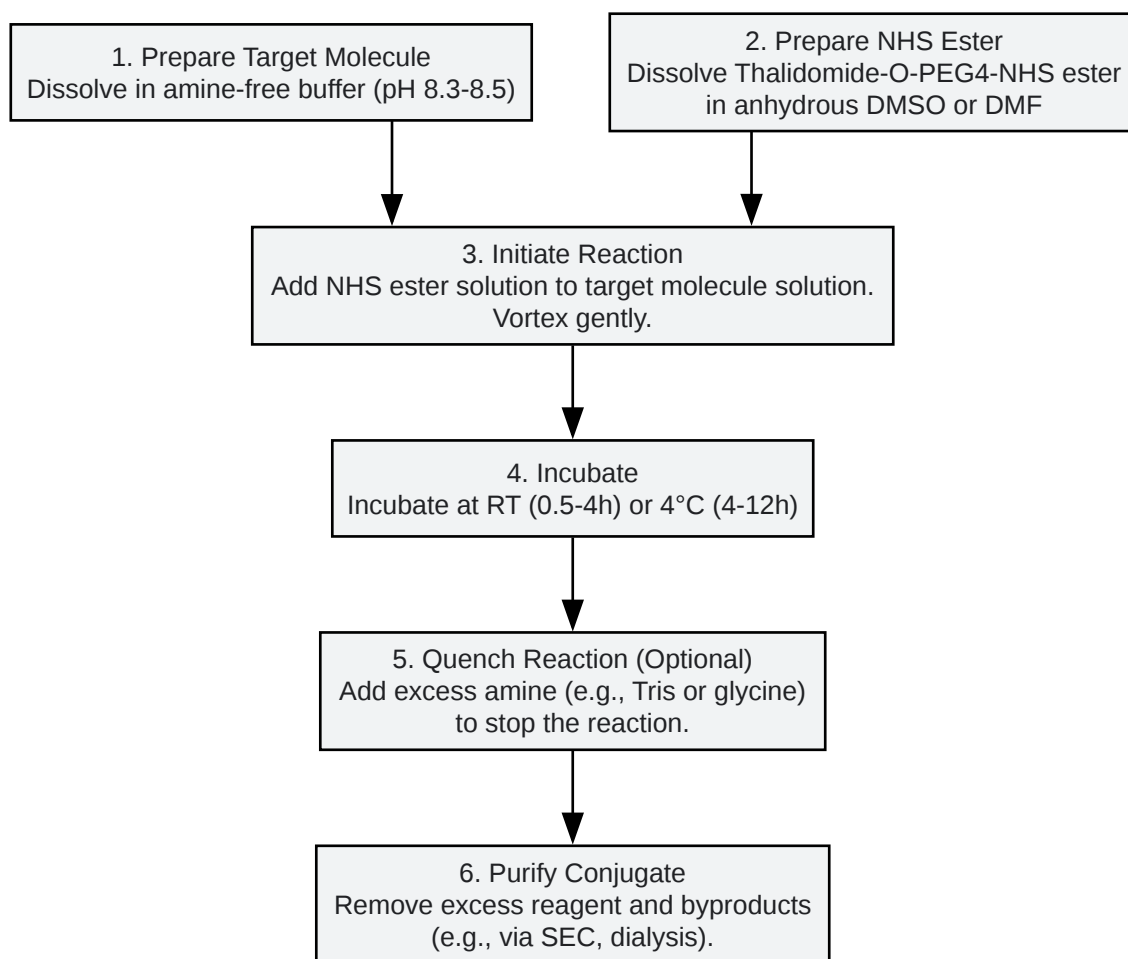 1. Prepare Target Molecule
Dissolve in amine-free buffer (pH 8.3-8.5)
2. Prepare NHS Ester
Dissolve Thalidomide-O-PEG4-NHS ester
in anhydrous DMSO or DMF
3. Initiate Reaction
Add NHS ester solution to target molecule solution.
Vortex gently.
4. Incubate
Incubate at RT (0.5-4h) or 4°C (4-12h)
5. Quench Reaction (Optional)
Add excess amine (e.g., Tris or glycine)
to stop the reaction.
6. Purify Conjugate
Remove excess reagent and byproducts
(e.g., via SEC, dialysis).